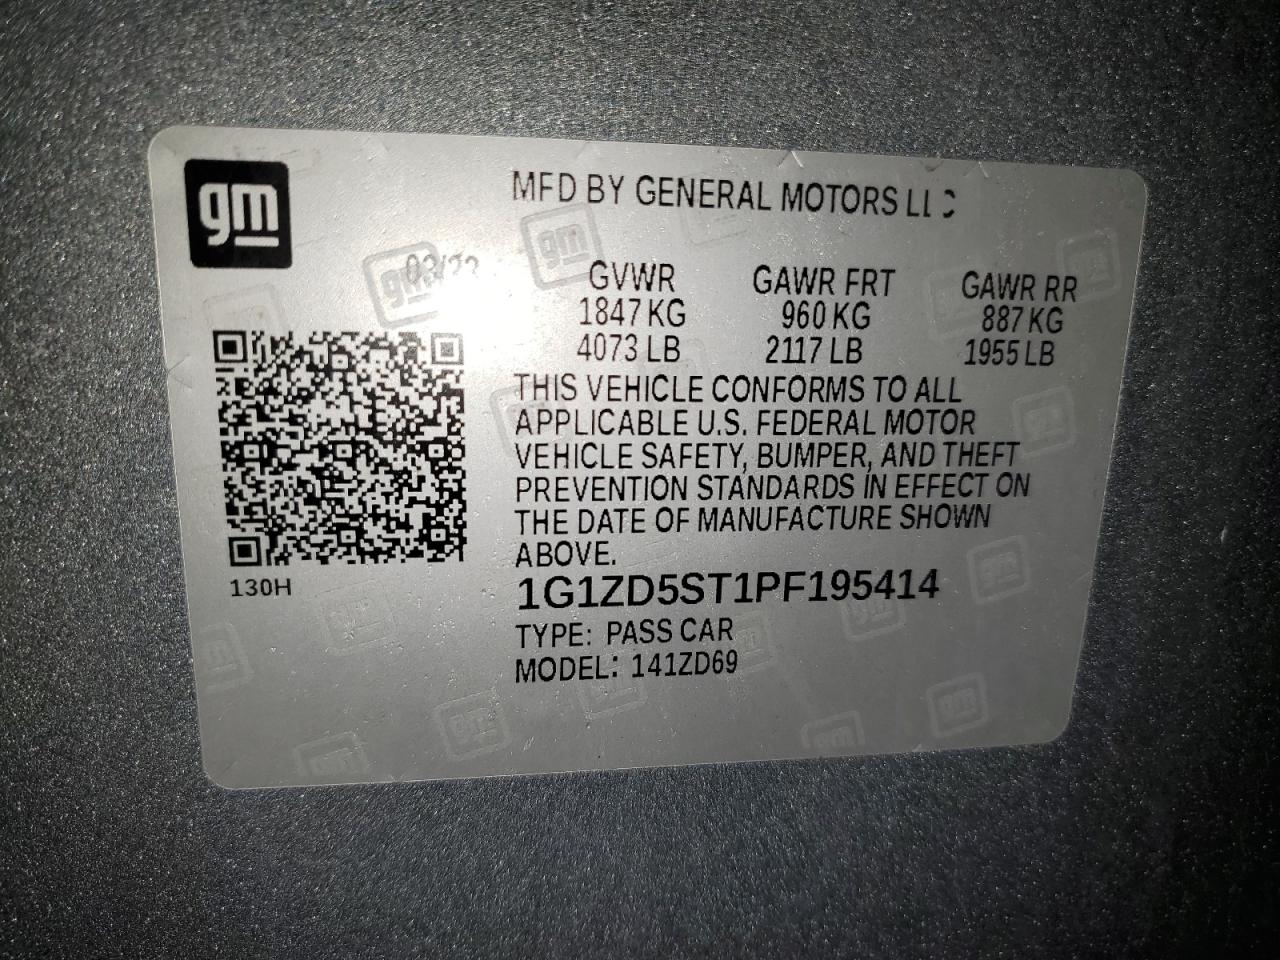 gm
MFD BY GENERAL MOTORS LLC
03/23
GVWR GAWR FRT GAWR RR
1847 KG 960 KG 887 KG
4073 LB 2117 LB 1955 LB
THIS VEHICLE CONFORMS TO ALL
APPLICABLE U.S. FEDERAL MOTOR
VEHICLE SAFETY, BUMPER, AND THEFT
PREVENTION STANDARDS IN EFFECT ON
THE DATE OF MANUFACTURE SHOWN
ABOVE.
130H
1G1ZD5ST1PF195414
TYPE: PASS CAR
MODEL: 141ZD69